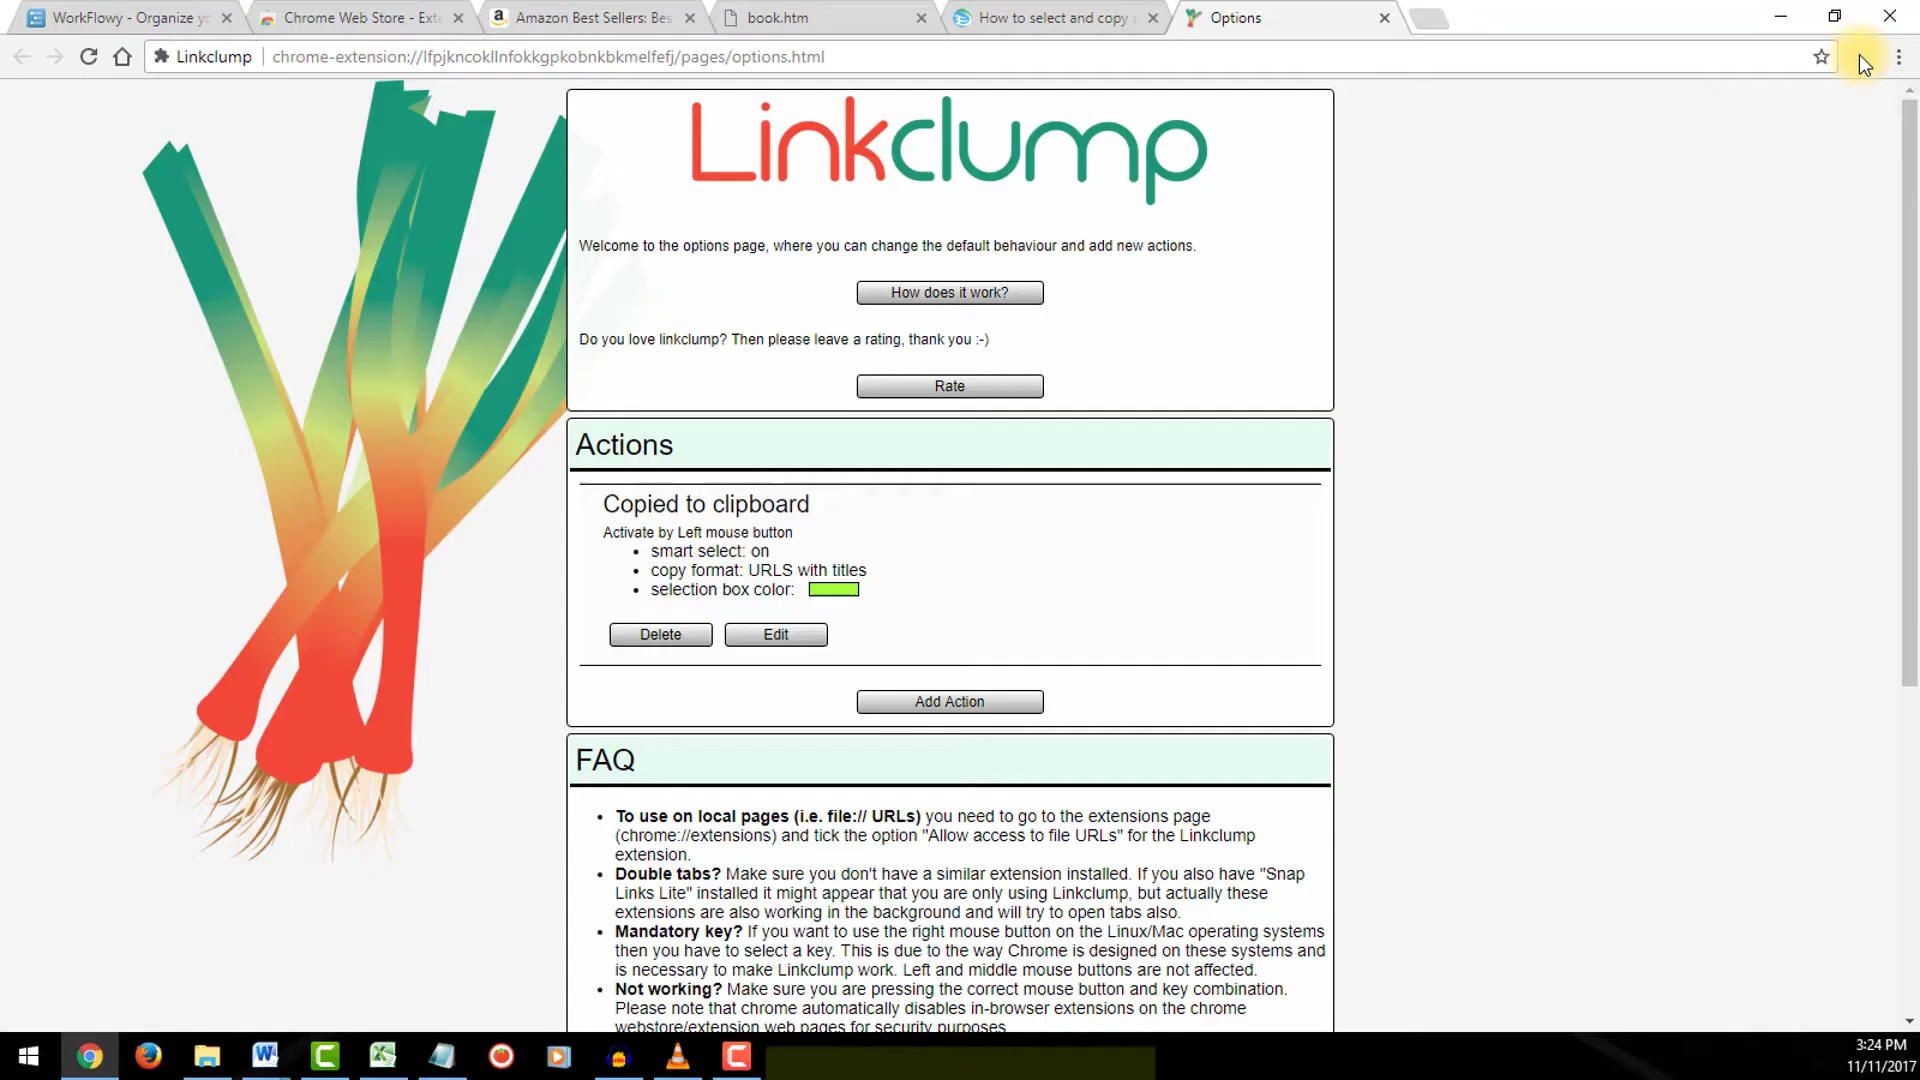 WorkFlowy - Organize yo
Chrome Web Store - Exte
Amazon Best Sellers: Bes
book.htm
How to select and copy a
Options
Linkclump
chrome-extension://lfpjkncokllnfokkgpkobnkbkmelfefj/pages/options.html
Linkclump
Welcome to the options page, where you can change the default behaviour and add new actions.
How does it work?
Do you love linkclump? Then please leave a rating, thank you :-)
Rate
Actions
Copied to clipboard
Activate by Left mouse button
• smart select: on
• copy format: URLS with titles
• selection box color:
Delete
Edit
Add Action
FAQ
• To use on local pages (i.e. file:// URLs) you need to go to the extensions page
(chrome://extensions) and tick the option "Allow access to file URLs" for the Linkclump
extension.
• Double tabs? Make sure you don't have a similar extension installed. If you also have "Snap
Links Lite" installed it might appear that you are only using Linkclump, but actually these
extensions are also working in the background and will try to open tabs also.
• Mandatory key? If you want to use the right mouse button on the Linux/Mac operating systems
then you have to select a key. This is due to the way Chrome is designed on these systems and
is necessary to make Linkclump work. Left and middle mouse buttons are not affected.
• Not working? Make sure you are pressing the correct mouse button and key combination.
Please note that chrome automatically disables in-browser extensions on the chrome
webstore/extension web pages for security purposes
3:24 PM
11/11/2017